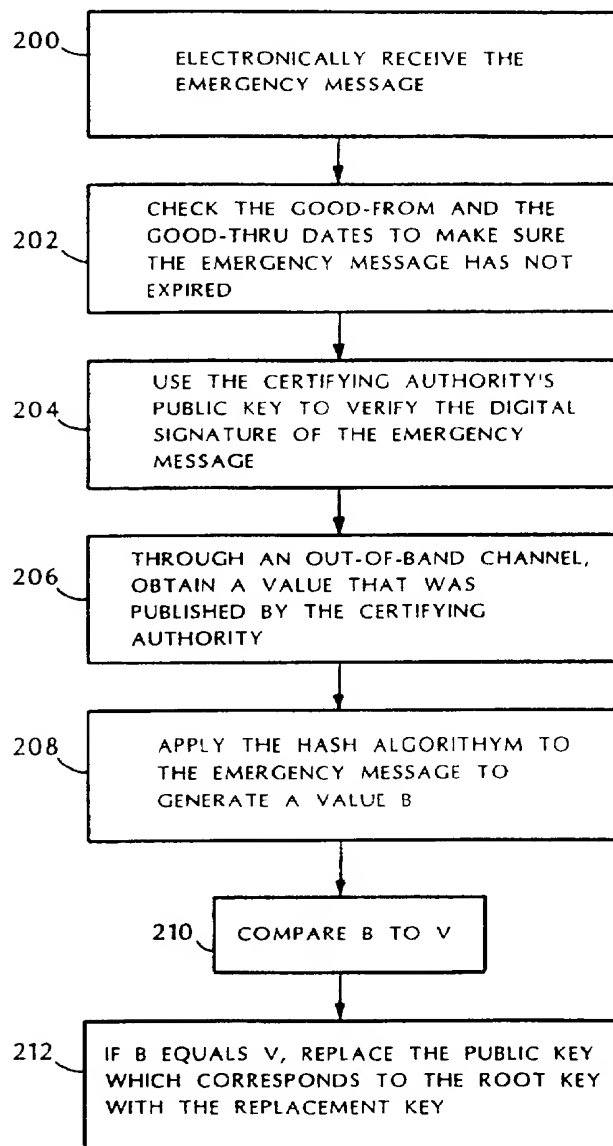 200
ELECTRONICALLY RECEIVE THE
EMERGENCY MESSAGE
202
CHECK THE GOOD-FROM AND THE
GOOD-THRU DATES TO MAKE SURE
THE EMERGENCY MESSAGE HAS NOT
EXPIRED
204
USE THE CERTIFYING AUTHORITY'S
PUBLIC KEY TO VERIFY THE DIGITAL
SIGNATURE OF THE EMERGENCY
MESSAGE
206
THROUGH AN OUT-OF-BAND CHANNEL,
OBTAIN A VALUE THAT WAS
PUBLISHED BY THE CERTIFYING
AUTHORITY
208
APPLY THE HASH ALGORITHYM TO
THE EMERGENCY MESSAGE TO
GENERATE A VALUE B
210
COMPARE B TO V
212
IF B EQUALS V, REPLACE THE PUBLIC KEY
WHICH CORRESPONDS TO THE ROOT KEY
WITH THE REPLACEMENT KEY